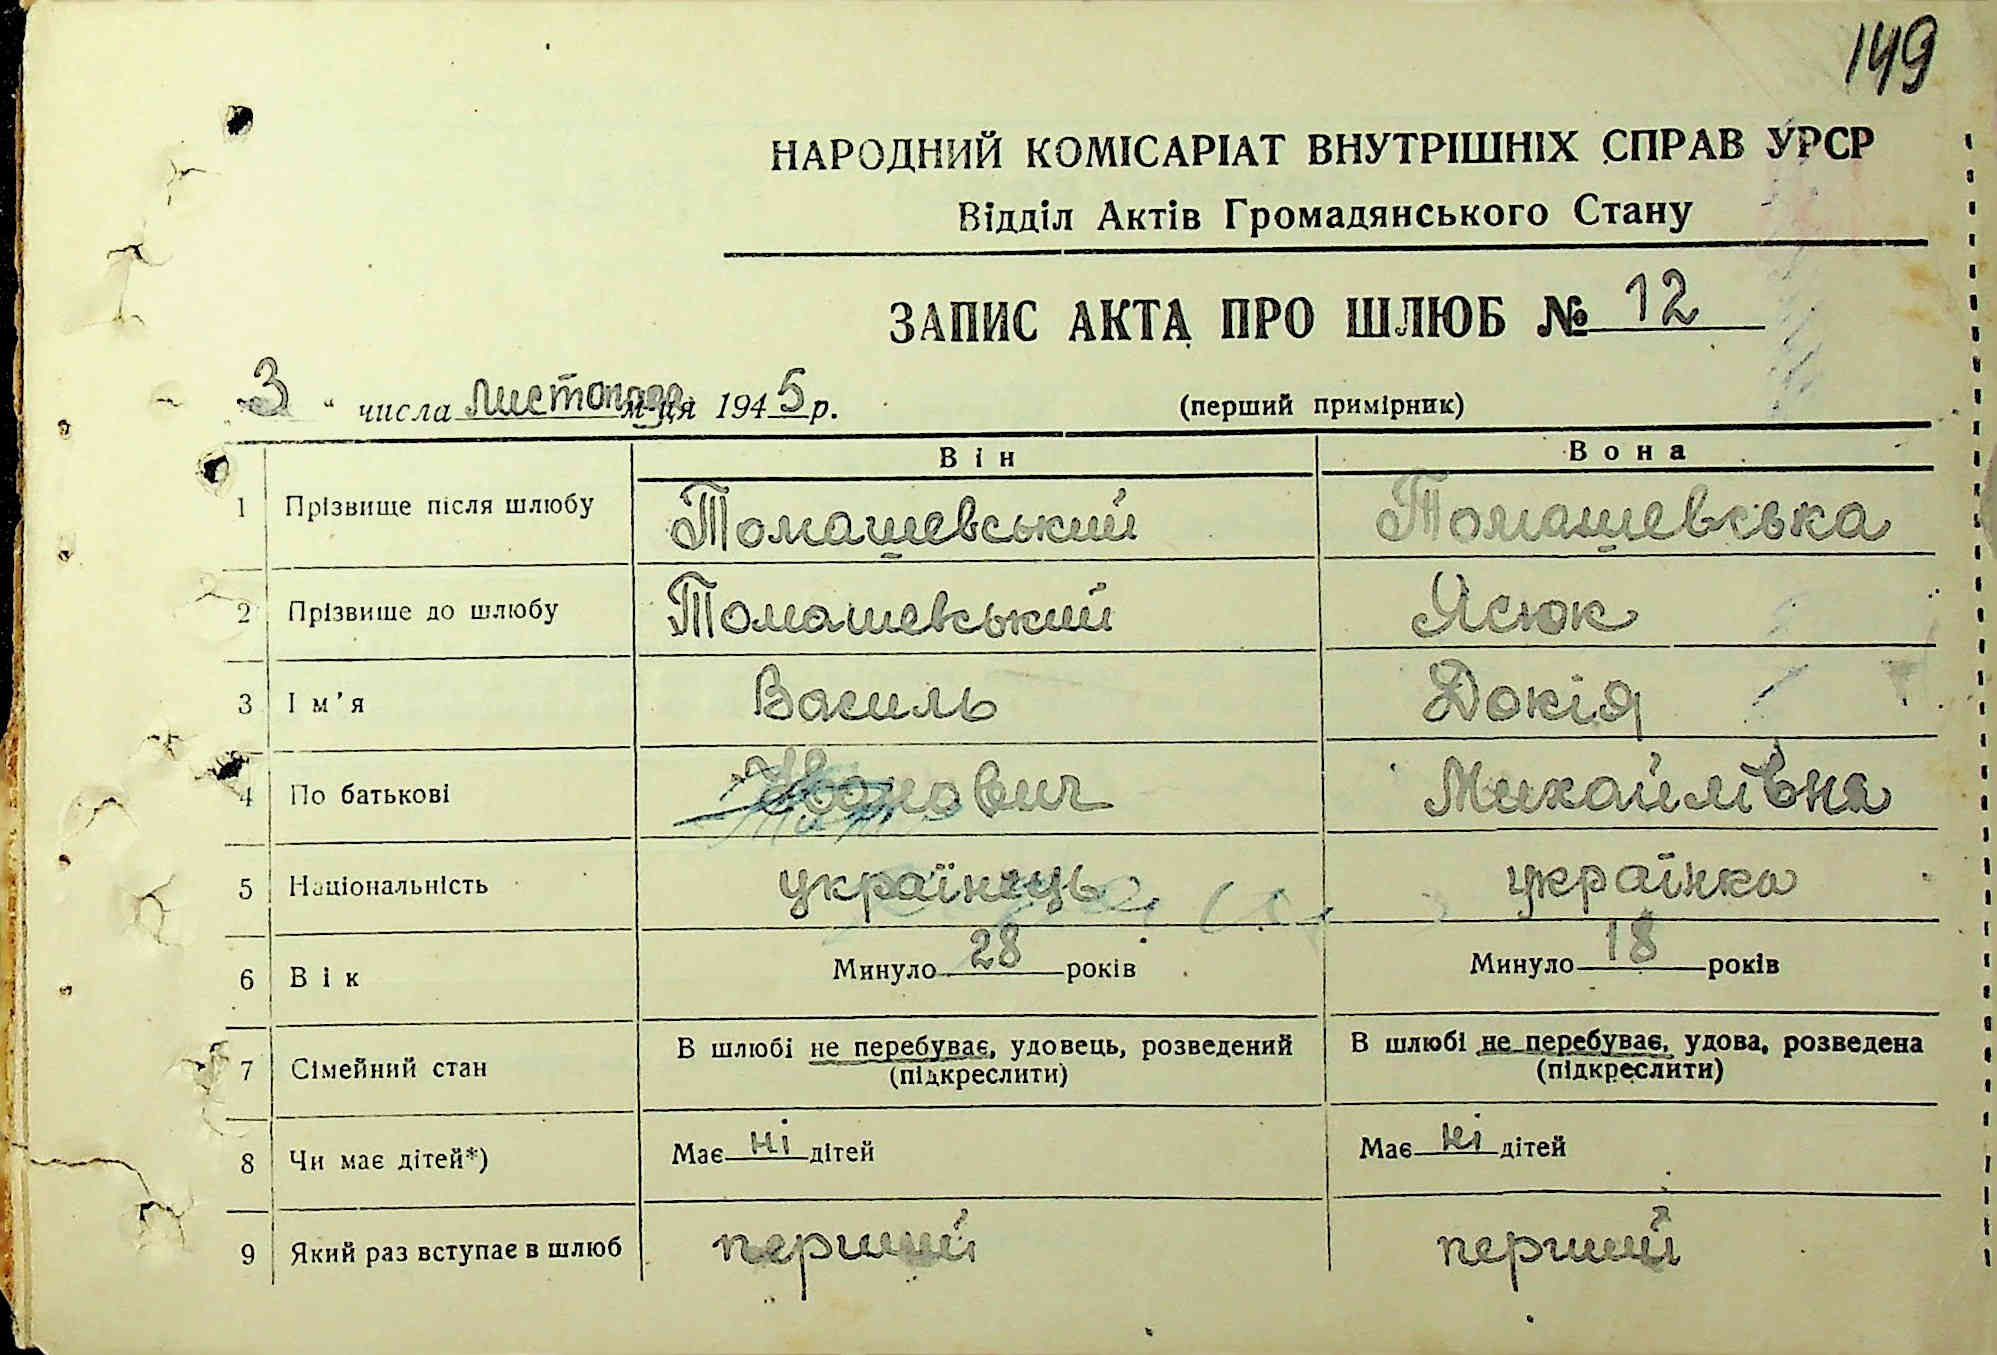 149
НАРОДНИЙ КОМІСАРІАТ ВНУТРІШНІХ СПРАВ УРСР
Відділ Актів Громадянського Стану
ЗАПИС АКТА ПРО ШЛЮБ № 12
3 " числа листопада м-ця 1945 р.
(перший примірник)
Він Вона
1 Прізвище після шлюбу Томашевський Томашевська
2 Прізвище до шлюбу Томашевський Ясюк
3 Ім'я Василь Докія
4 По батькові Михайлівна
5 Національність українець українка
6 Вік Минуло 28 років Минуло 18 років
7 Сімейний стан В шлюбі не перебуває, удовець, розведений (підкреслити) В шлюбі не перебуває, удова, розведена (підкреслити)
8 Чи має дітей*) Має ні дітей Має ні дітей
9 Який раз вступає в шлюб перший перший